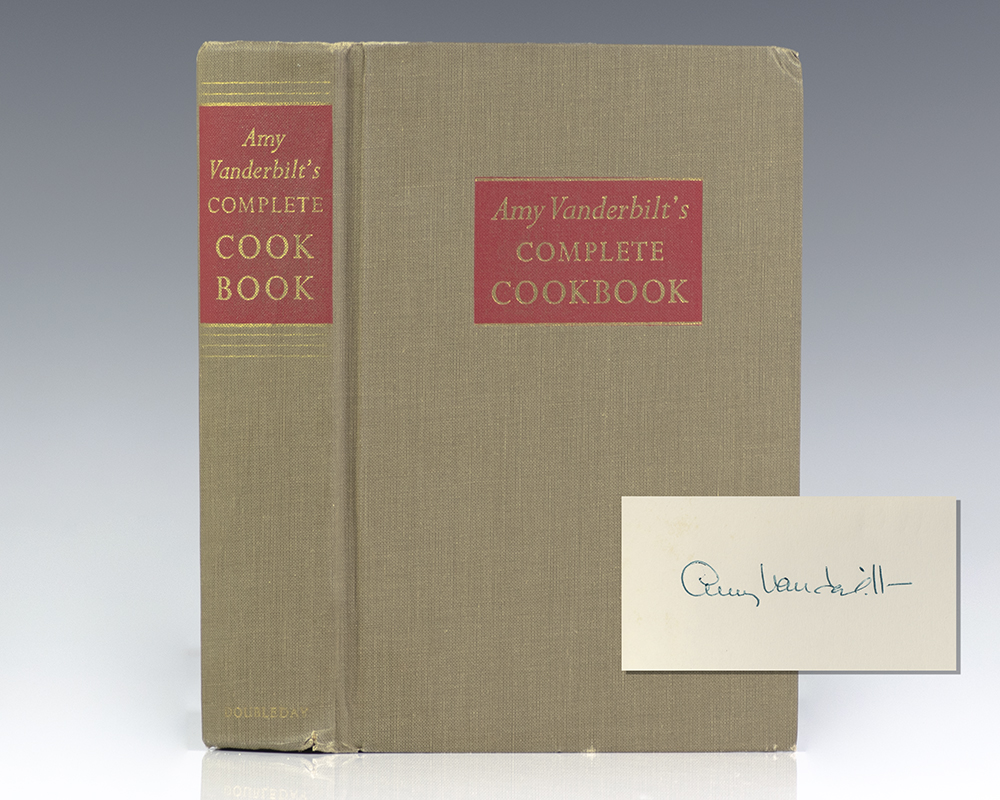 Amy
Vanderbilt's
COMPLETE
COOK
BOOK
DOUBLEDAY
Amy Vanderbilt's
COMPLETE
COOKBOOK
Amy Vanderbilt